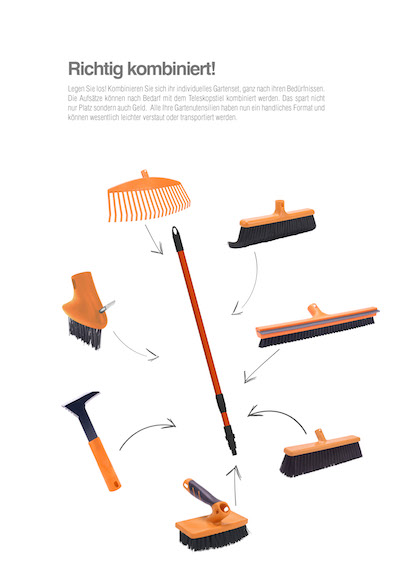 Richtig kombiniert!
Legen Sie los! Kombinieren Sie sich ihr individuelles Gartenset, ganz nach ihren Bedürfnissen.
Die Aufsätze können nach Bedarf mit dem Teleskopstiel kombiniert werden. Das spart nicht
nur Platz sondern auch Geld. Alle Ihre Gartenutensilien haben nun ein handliches Format und
können wesentlich leichter verstaut oder transportiert werden.